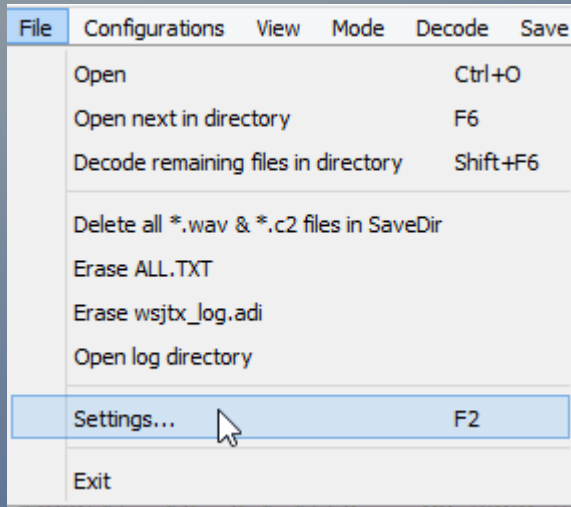 File Configurations View Mode Decode Save
Open Ctrl+O
Open next in directory F6
Decode remaining files in directory Shift+F6
Delete all *.wav & *.c2 files in SaveDir
Erase ALL.TXT
Erase wsjtx_log.adi
Open log directory
Settings... F2
Exit